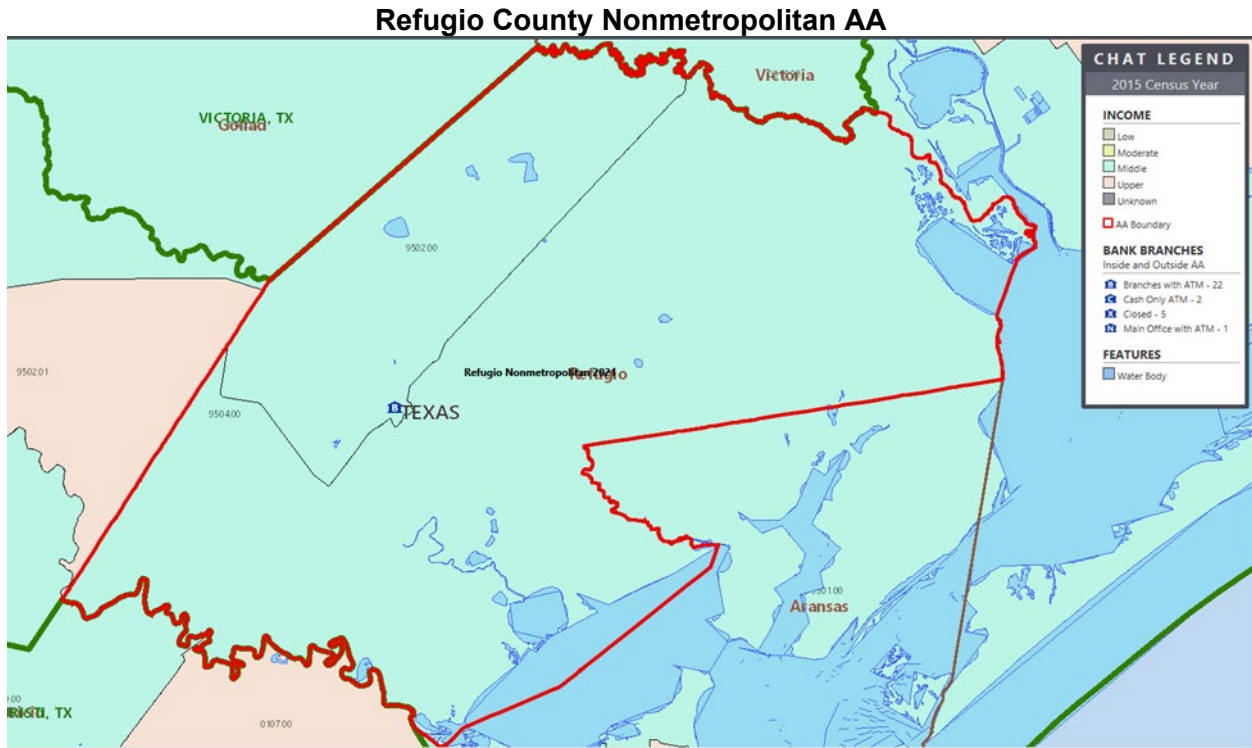 Refugio County Nonmetropolitan AA
Victoria
VICTORIA, TX
Goliad
950200
Refugio Nonmetropolitan 2021
Refugio
950201
950400
TEXAS
Aransas
010700
TX
CHAT LEGEND
2015 Census Year
INCOME
Low
Moderate
Middle
Upper
Unknown
AA Boundary
BANK BRANCHES
Inside and Outside AA
B Branches with ATM - 22
C Cash Only ATM - 2
X Closed - 5
N Main Office with ATM - 1
FEATURES
Water Body